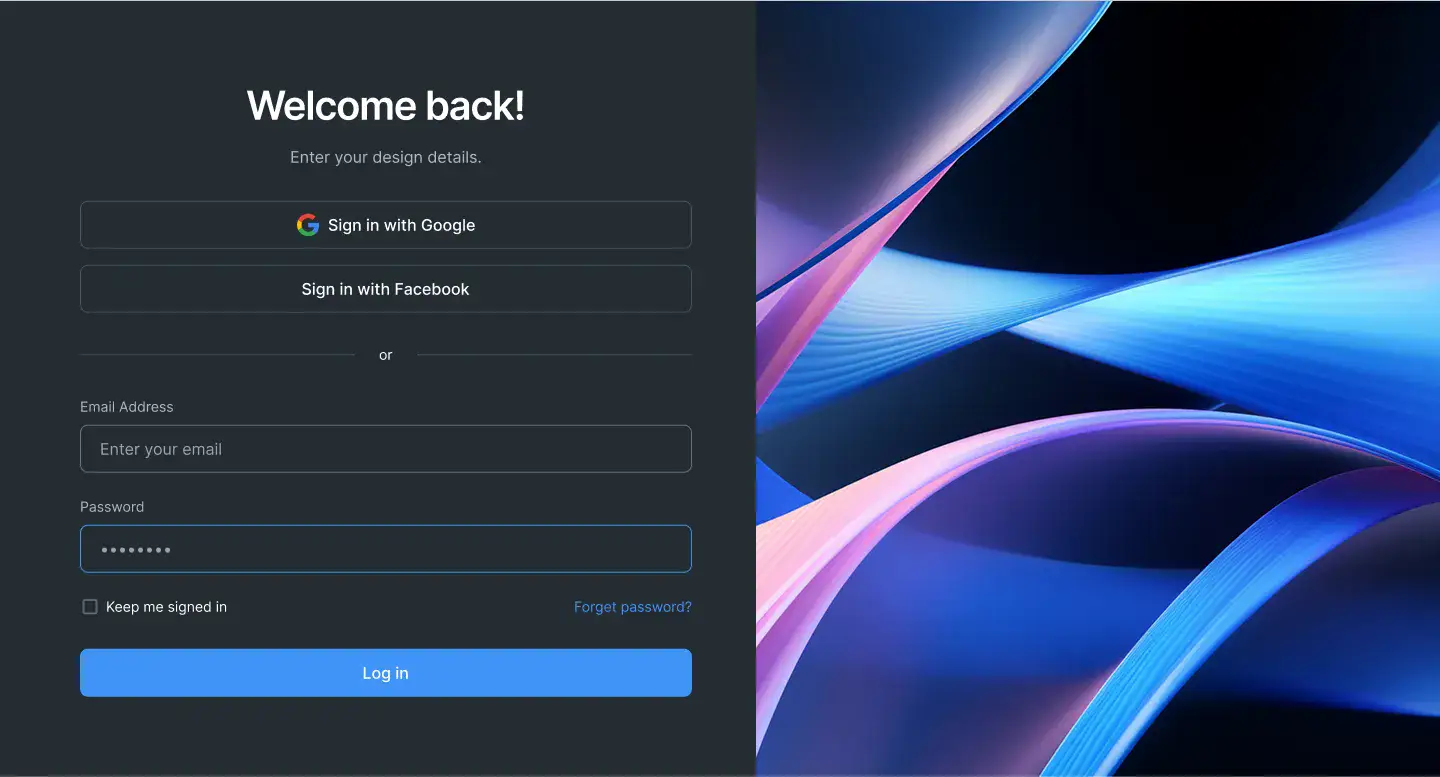 Welcome back!
Enter your design details.
Sign in with Google
Sign in with Facebook
or
Email Address
Enter your email
Password
••••••••
Keep me signed in
Forget password?
Log in